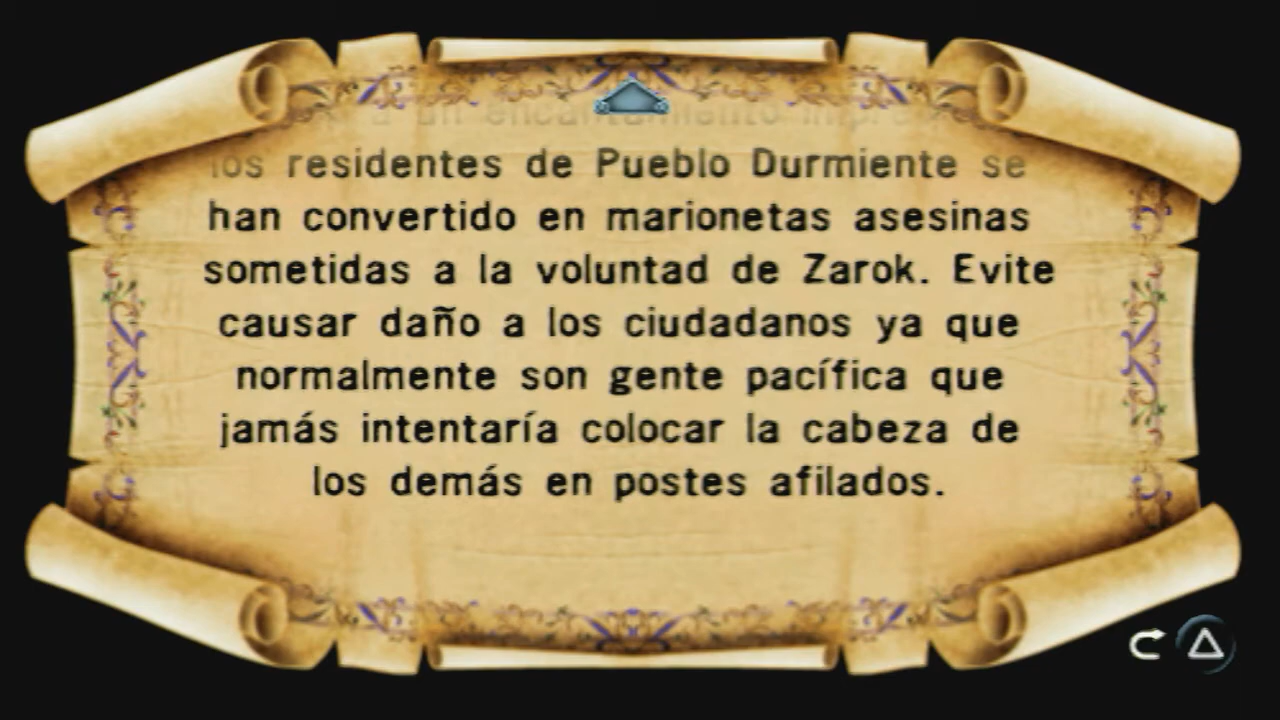 a un encantamiento
los residentes de Pueblo Durmiente se
han convertido en marionetas asesinas
sometidas a la voluntad de Zarok. Evite
causar daño a los ciudadanos ya que
normalmente son gente pacífica que
jamás intentaría colocar la cabeza de
los demás en postes afilados.